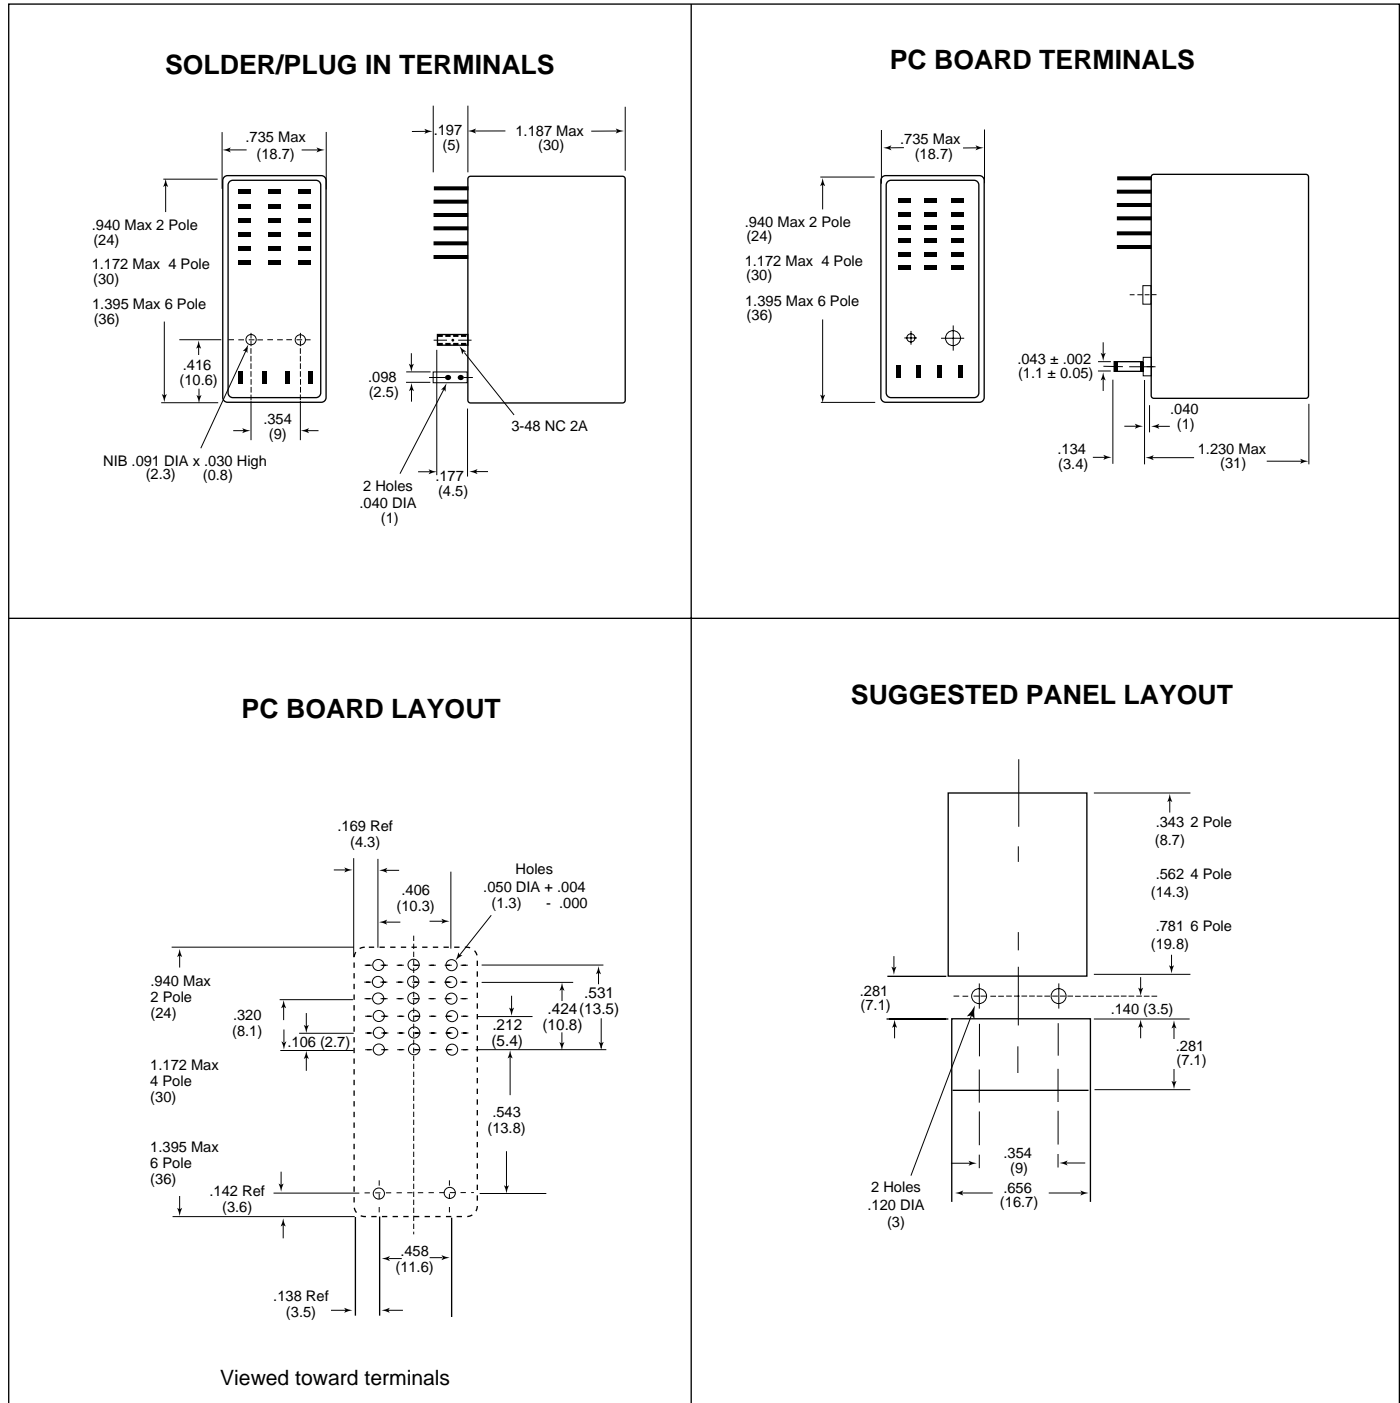 SOLDER/PLUG IN TERMINALS
.735 Max
(18.7)
.197
(5)
1.187 Max
(30)
.940 Max 2 Pole
(24)
1.172 Max 4 Pole
(30)
1.395 Max 6 Pole
(36)
.416
(10.6)
.354
(9)
NIB .091 DIA x .030 High
(2.3) (0.8)
.098
(2.5)
3-48 NC 2A
.177
(4.5)
2 Holes
.040 DIA
(1)
PC BOARD TERMINALS
.735 Max
(18.7)
.940 Max 2 Pole
(24)
1.172 Max 4 Pole
(30)
1.395 Max 6 Pole
(36)
.043 ± .002
(1.1 ± 0.05)
.040
(1)
.134
(3.4)
1.230 Max
(31)
PC BOARD LAYOUT
.169 Ref
(4.3)
.406
(10.3)
Holes
.050 DIA + .004
(1.3) - .000
.940 Max
2 Pole
(24)
.320
(8.1)
.106 (2.7)
.212
(5.4)
.424
(10.8)
.531
(13.5)
1.172 Max
4 Pole
(30)
.543
(13.8)
1.395 Max
6 Pole
(36)
.142 Ref
(3.6)
.458
(11.6)
.138 Ref
(3.5)
Viewed toward terminals
SUGGESTED PANEL LAYOUT
.343 2 Pole
(8.7)
.562 4 Pole
(14.3)
.781 6 Pole
(19.8)
.281
(7.1)
.140 (3.5)
.281
(7.1)
.354
(9)
.656
(16.7)
2 Holes
.120 DIA
(3)